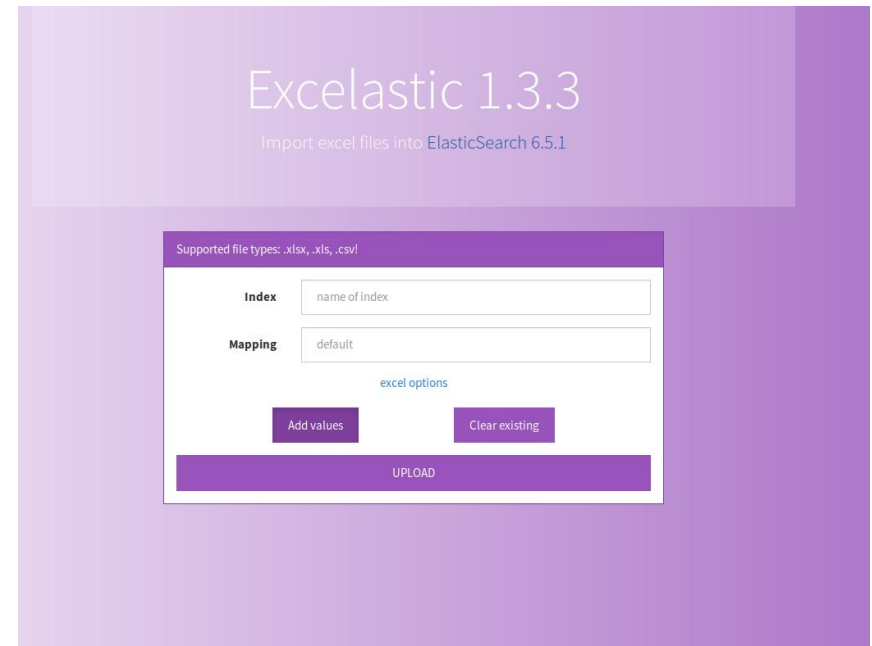 Excelastic 1.3.3
Import excel files into ElasticSearch 6.5.1
Supported file types: .xlsx, .xls, .csv!
Index name of index
Mapping default
excel options
Add values Clear existing
UPLOAD